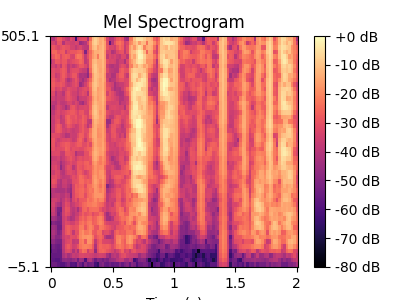 Mel Spectrogram
505.1
−5.1
0
0.5
1
1.5
2
+0 dB
-10 dB
-20 dB
-30 dB
-40 dB
-50 dB
-60 dB
-70 dB
-80 dB